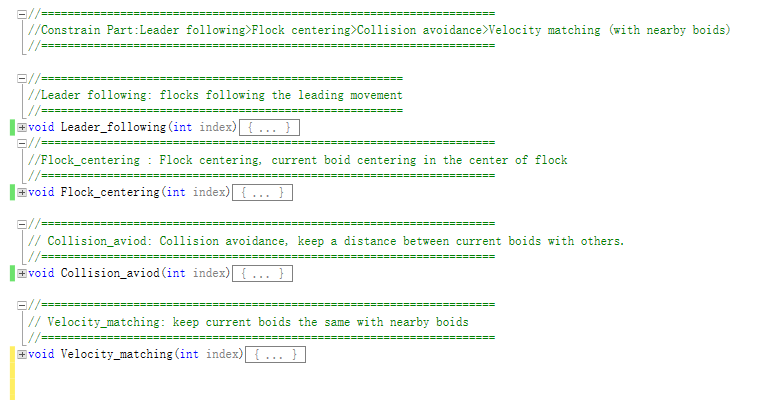 //=======================================================
//Constrain Part:Leader following>Flock centering>Collision avoidance>Velocity matching (with nearby boids)
//=======================================================
//============================================
//Leader following: flocks following the leading movement
//============================================
void Leader_following(int index){ ... }
//=======================================================
//Flock_centering : Flock centering, current boid centering in the center of flock
//=======================================================
void Flock_centering(int index){ ... }
//=======================================================
// Collision_aviod: Collision avoidance, keep a distance between current boids with others.
//=======================================================
void Collision_aviod(int index){ ... }
//=======================================================
// Velocity_matching: keep current boids the same with nearby boids
//=======================================================
void Velocity_matching(int index){ ... }